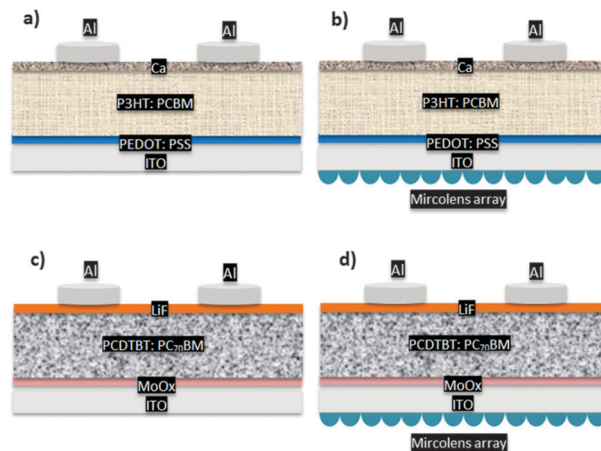 a)
Al
Al
Ca
P3HT: PCBM
PEDOT: PSS
ITO
b)
Al
Al
Ca
P3HT: PCBM
PEDOT: PSS
ITO
Mircolens array
c)
Al
Al
LiF
PCDTBT: PC₇₀BM
MoOx
ITO
d)
Al
Al
LiF
PCDTBT: PC₇₀BM
MoOx
ITO
Mircolens array